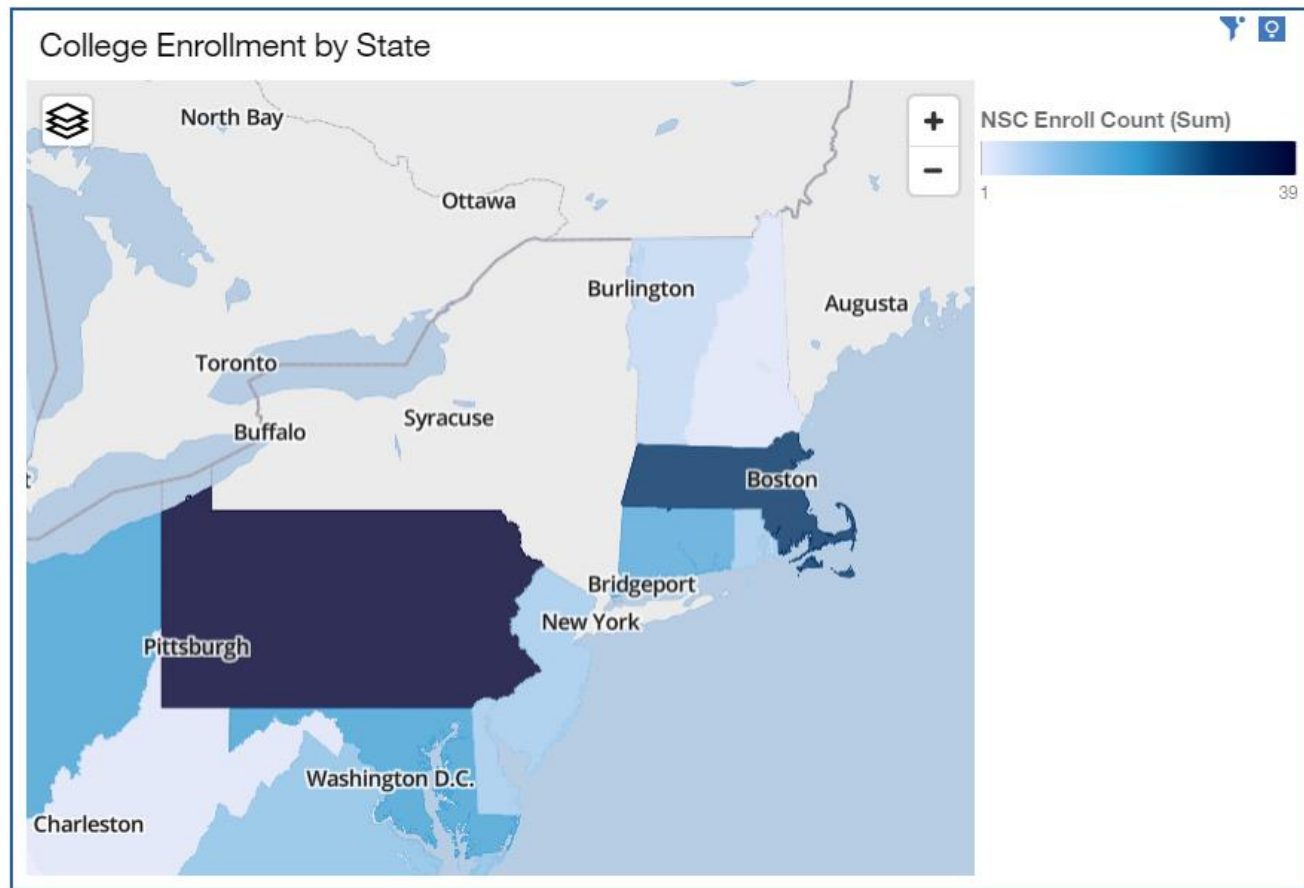 College Enrollment by State
North Bay
+
NSC Enroll Count (Sum)
−
1
39
Ottawa
Burlington
Augusta
Toronto
Syracuse
Buffalo
t
Boston
Bridgeport
New York
Pittsburgh
Washington D.C.
Charleston